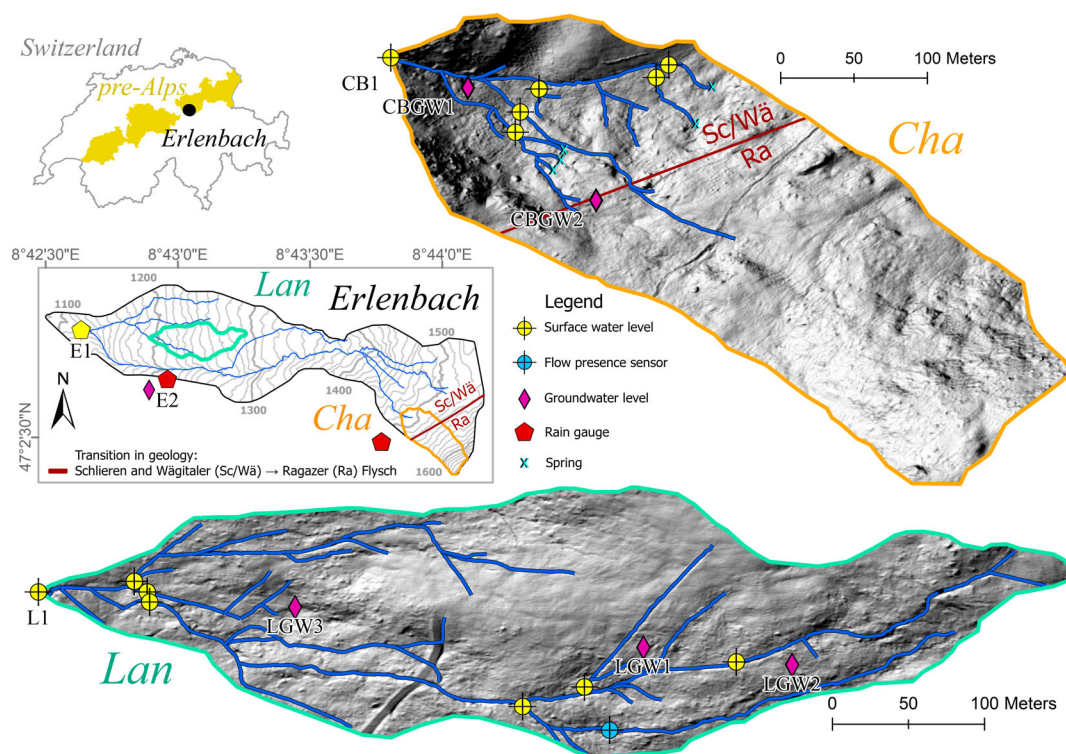 Switzerland
pre-Alps
Erlenbach
0 50 100 Meters
CB1
CBGW1
Sc/Wä
Ra
Cha
CBGW2
8°42'30"E 8°43'0"E 8°43'30"E 8°44'0"E
1200
Lan
Erlenbach
1100
1500
E1
N
E2
1300
1400
Sc/Wä
Ra
Cha
1600
47°2'30"N
Transition in geology:
Schlieren and Wägitaler (Sc/Wä) → Ragazer (Ra) Flysch
Legend
Surface water level
Flow presence sensor
Groundwater level
Rain gauge
x Spring
L1
LGW3
LGW1
LGW2
Lan
0 50 100 Meters